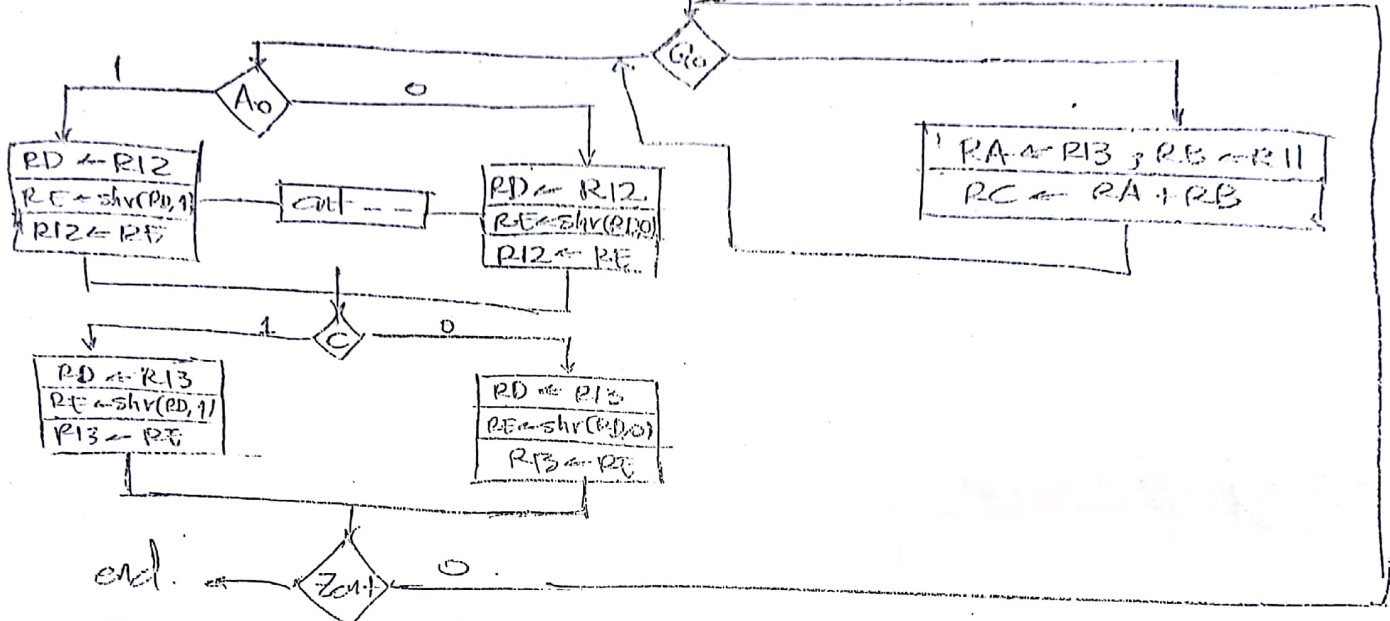 Q₀
1
A₀
0
RD ← R12
RE ← shr(RD,1)
R12 ← RE
cnt - -
RD ← R12
RE ← shr(RD,0)
R12 ← RE
RA ← R13 ; RB ← R11
RC ← RA + RB
1
C
0
RD ← R13
RE ← shr(RD,1)
R13 ← RE
RD ← R13
RE ← shr(RD,0)
R13 ← RE
end.
Zcnt
0